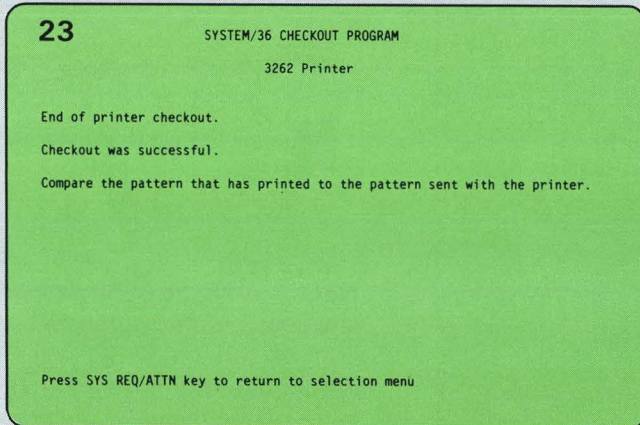 23
SYSTEM/36 CHECKOUT PROGRAM
3262 Printer
End of printer checkout.
Checkout was successful.
Compare the pattern that has printed to the pattern sent with the printer.
Press SYS REQ/ATTN key to return to selection menu